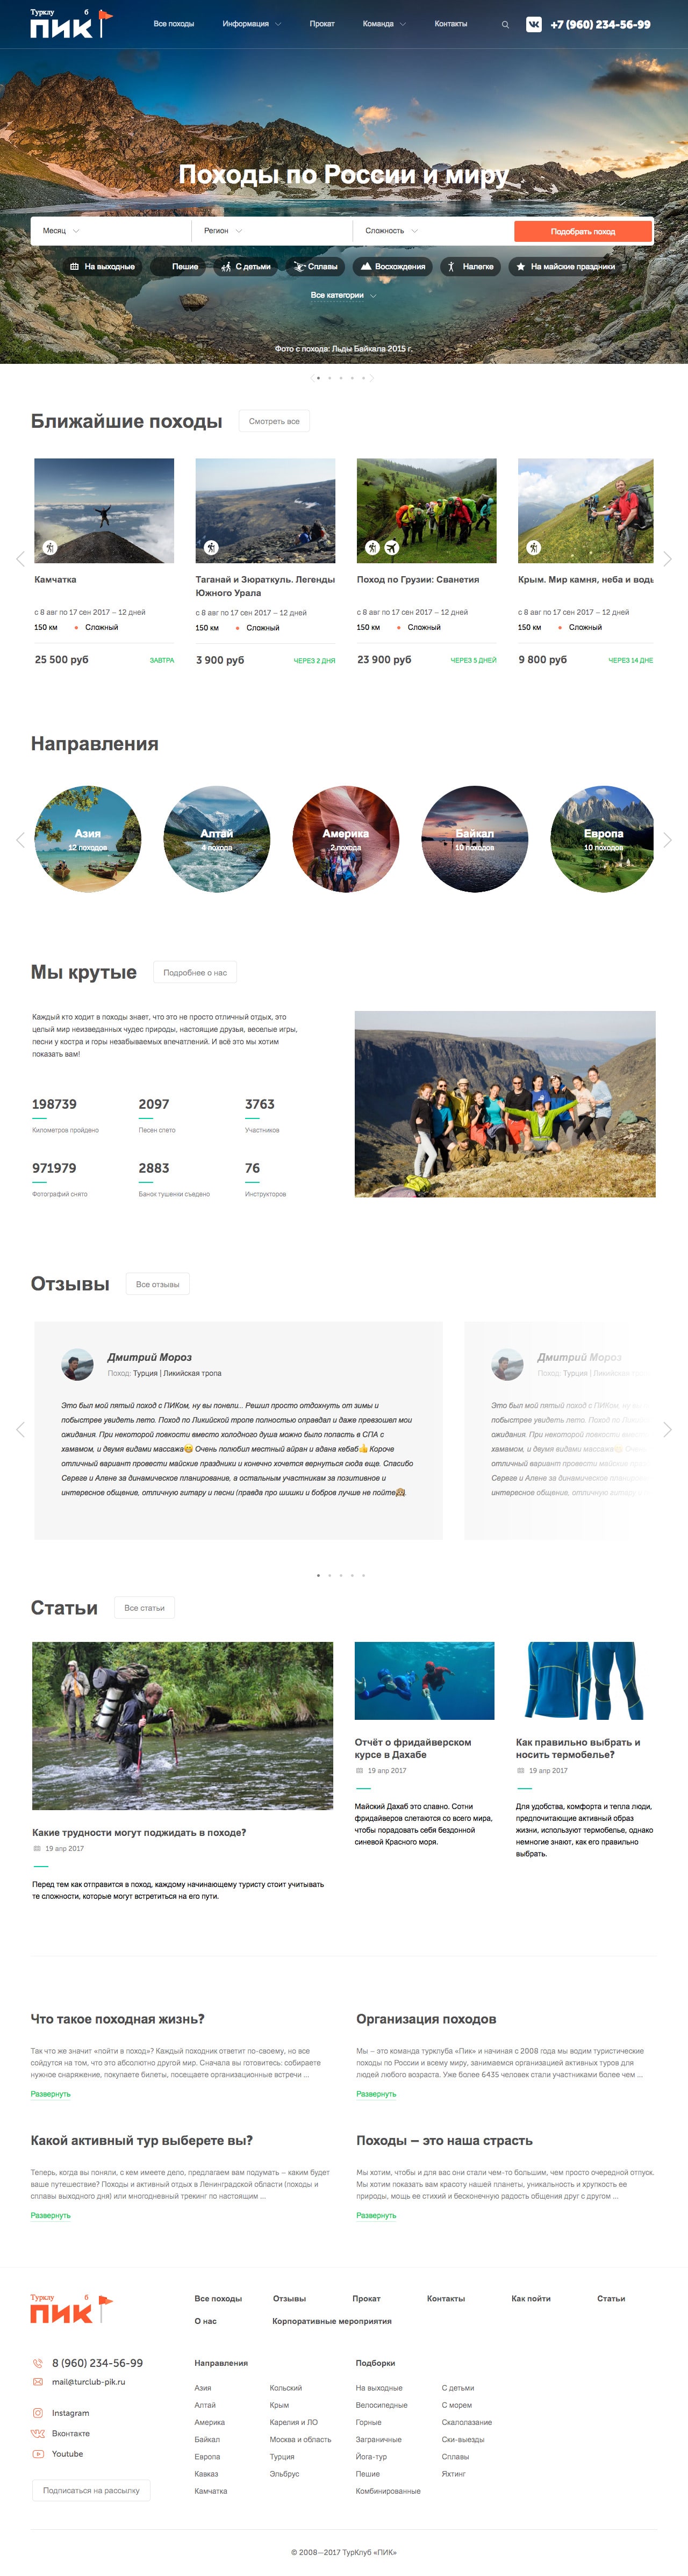 Турклу б
ПИК
Все походы Информация Прокат Команда Контакты
+7 (960) 234-56-99
Походы по России и миру
Месяц Регион Сложность Подобрать поход
На выходные Пешие С детьми Сплавы Восхождения Налегке На майские праздники
Все категории
Фото с похода: Льды Байкала 2015 г.
Ближайшие походы
Смотреть все
Камчатка
с 8 авг по 17 сен 2017 – 12 дней
150 км Сложный
25 500 руб ЗАВТРА
Таганай и Зюраткуль. Легенды
Южного Урала
с 8 авг по 17 сен 2017 – 12 дней
150 км Сложный
3 900 руб ЧЕРЕЗ 2 ДНЯ
Поход по Грузии: Сванетия
с 8 авг по 17 сен 2017 – 12 дней
150 км Сложный
23 900 руб ЧЕРЕЗ 5 ДНЕЙ
Крым. Мир камня, неба и воды
с 8 авг по 17 сен 2017 – 12 дней
150 км Сложный
9 800 руб ЧЕРЕЗ 14 ДНЕ
Направления
Азия
12 походов
Алтай
4 похода
Америка
2 похода
Байкал
10 походов
Европа
10 походов
Мы крутые
Подробнее о нас
Каждый кто ходит в походы знает, что это не просто отличный отдых, это
целый мир неизведанных чудес природы, настоящие друзья, веселые игры,
песни у костра и горы незабываемых впечатлений. И всё это мы хотим
показать вам!
198739
Километров пройдено
2097
Песен спето
3763
Участников
971979
Фотографий снято
2883
Банок тушенки съедено
76
Инструкторов
Отзывы
Все отзывы
Дмитрий Мороз
Поход: Турция | Ликийская тропа
Это был мой пятый поход с ПИКом, ну вы поняли... Решил просто отдохнуть от зимы и
побыстрее увидеть лето. Поход по Ликийской тропе полностью оправдал и даже превзошел мои
ожидания. При некоторой ловкости вместо холодного душа можно было попасть в СПА с
хамамом, и двумя видами массажа😄 Очень полюбил местный айран и адана кебаб👍 Короче
отличный вариант провести майские праздники и конечно хочется вернуться сюда еще. Спасибо
Сереге и Алене за динамическое планирование, а остальным участникам за позитивное и
интересное общение, отличную гитару и песни (правда про шишки и бобров лучше не пойте🙈).
Дмитрий Мороз
Поход: Турция | Ликийская
Это был мой пятый поход с ПИКом, ну вы
побыстрее увидеть лето. Поход по
ожидания. При некоторой ловкости
хамамом, и двумя видами массажа
отличный вариант провести майские
Сереге и Алене за динамическое
интересное общение, отличную гитару
Статьи
Все статьи
Какие трудности могут поджидать в походе?
19 апр 2017
Перед тем как отправится в поход, каждому начинающему туристу стоит учитывать
те сложности, которые могут встретиться на его пути.
Отчёт о фридайверском
курсе в Дахабе
19 апр 2017
Майский Дахаб это славно. Сотни
фридайверов слетаются со всего мира,
чтобы порадовать себя бездонной
синевой Красного моря.
Как правильно выбрать и
носить термобелье?
19 апр 2017
Для удобства, комфорта и тепла люди,
предпочитающие активный образ
жизни, используют термобелье, однако
немногие знают, как его правильно
выбрать.
Что такое походная жизнь?
Так что же значит «пойти в поход»? Каждый походник ответит по-своему, но все
сойдутся на том, что это абсолютно другой мир. Сначала вы готовитесь: собираете
нужное снаряжение, покупаете билеты, посещаете организационные встречи ...
Развернуть
Организация походов
Мы – это команда турклуба «Пик» и начиная с 2008 года мы водим туристические
походы по России и всему миру, занимаемся организацией активных туров для
людей любого возраста. Уже более 6435 человек стали участниками более чем ...
Развернуть
Какой активный тур выберете вы?
Теперь, когда вы поняли, с кем имеете дело, предлагаем вам подумать – каким будет
ваше путешествие? Походы и активный отдых в Ленинградской области (походы и
сплавы выходного дня) или многодневный трекинг по настоящим ...
Развернуть
Походы – это наша страсть
Мы хотим, чтобы и для вас они стали чем-то большим, чем просто очередной отпуск.
Мы хотим показать вам красоту нашей планеты, уникальность и хрупкость ее
природы, мощь ее стихий и бесконечную радость общения друг с другом ...
Развернуть
Турклу б
ПИК
Все походы Отзывы Прокат Контакты Как пойти Статьи
О нас Корпоративные мероприятия
8 (960) 234-56-99
mail@turclub-pik.ru
Instagram
Вконтакте
Youtube
Подписаться на рассылку
Направления
Азия
Алтай
Америка
Байкал
Европа
Кавказ
Камчатка
Кольский
Крым
Карелия и ЛО
Москва и область
Турция
Эльбрус
Подборки
На выходные
Велосипедные
Горные
Заграничные
Йога-тур
Пешие
Комбинированные
С детьми
С морем
Скалолазание
Ски-выезды
Сплавы
Яхтинг
© 2008—2017 ТурКлуб «ПИК»